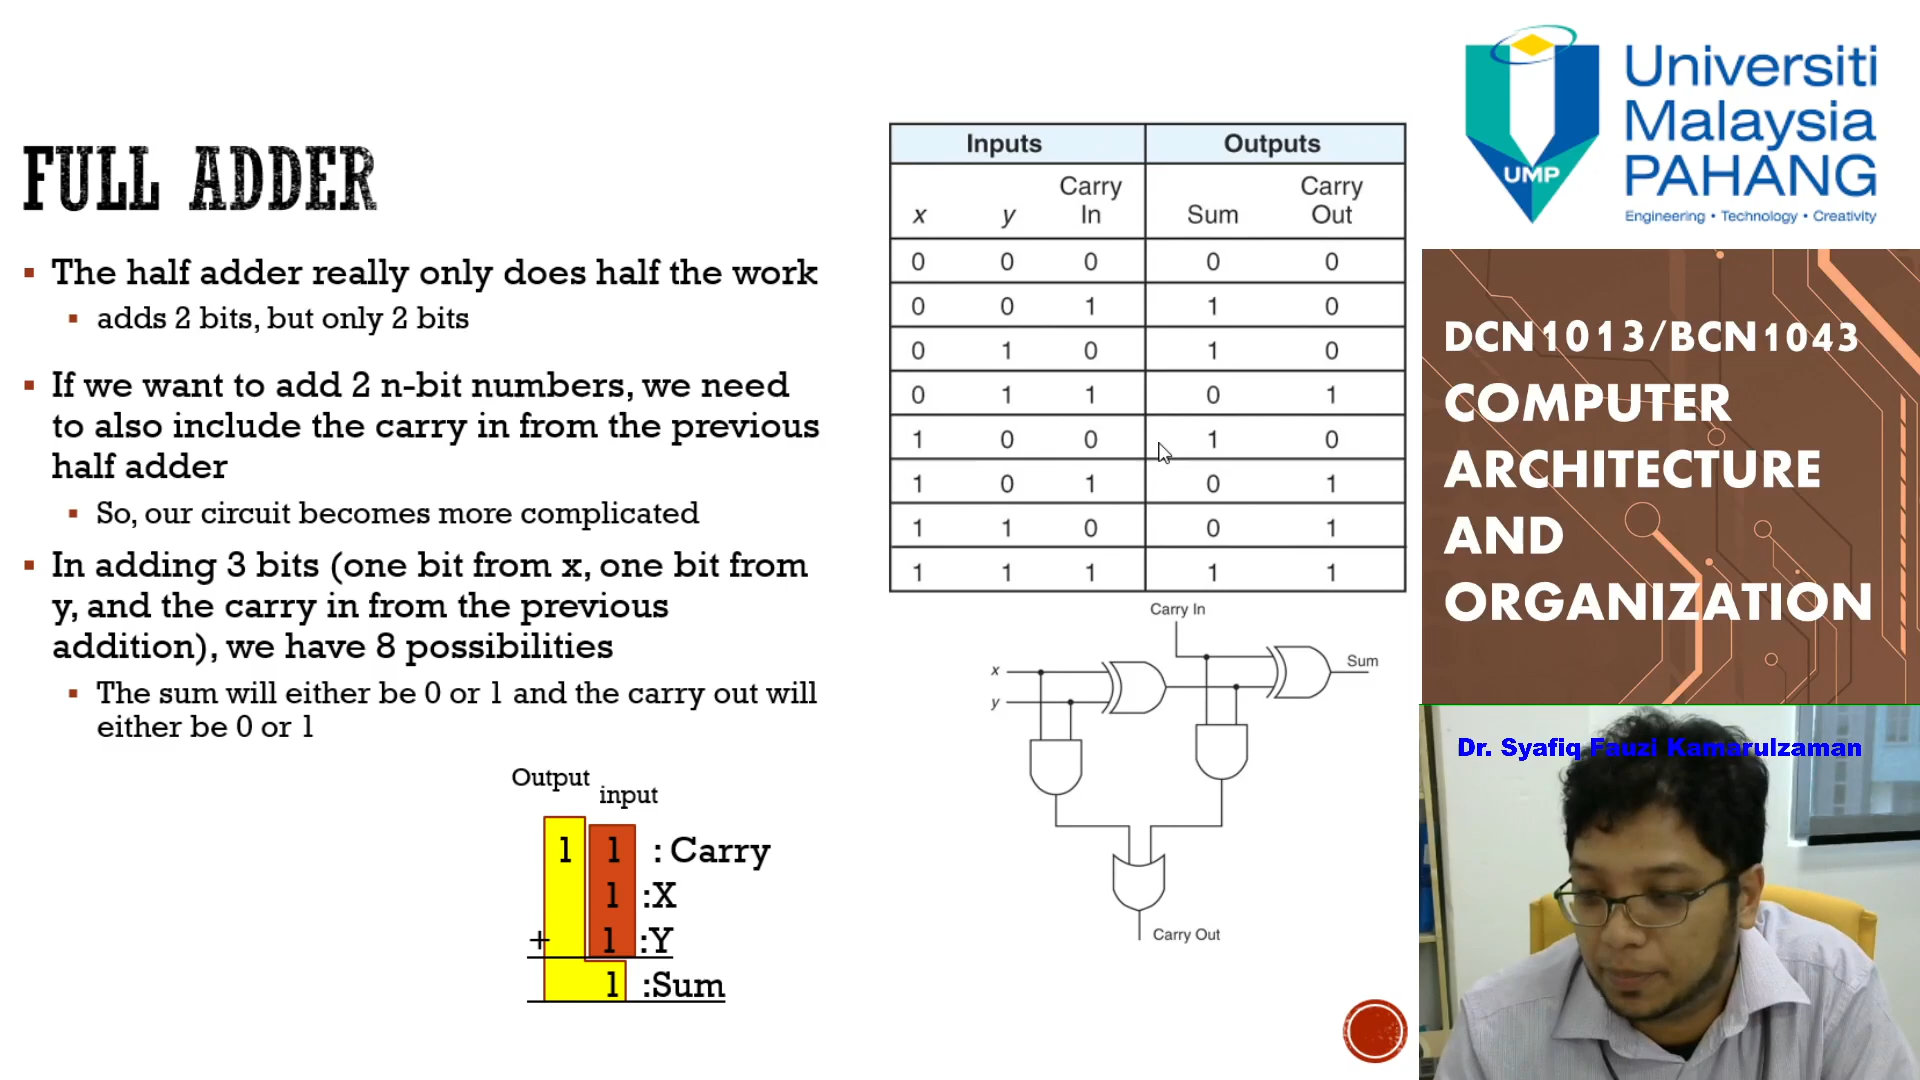 FULL ADDER
▪ The half adder really only does half the work
▪ adds 2 bits, but only 2 bits
▪ If we want to add 2 n-bit numbers, we need
to also include the carry in from the previous
half adder
▪ So, our circuit becomes more complicated
▪ In adding 3 bits (one bit from x, one bit from
y, and the carry in from the previous
addition), we have 8 possibilities
▪ The sum will either be 0 or 1 and the carry out will
either be 0 or 1
Output
input
1 1 : Carry
1 :X
+ 1 :Y
1 :Sum
Inputs Outputs
x y Carry In Sum Carry Out
0 0 0 0 0
0 0 1 1 0
0 1 0 1 0
0 1 1 0 1
1 0 0 1 0
1 0 1 0 1
1 1 0 0 1
1 1 1 1 1
Carry In
x
y
Sum
Carry Out
UMP
Universiti
Malaysia
PAHANG
Engineering • Technology • Creativity
DCN1013/BCN1043
COMPUTER
ARCHITECTURE
AND
ORGANIZATION
Dr. Syafiq Fauzi Kamarulzaman